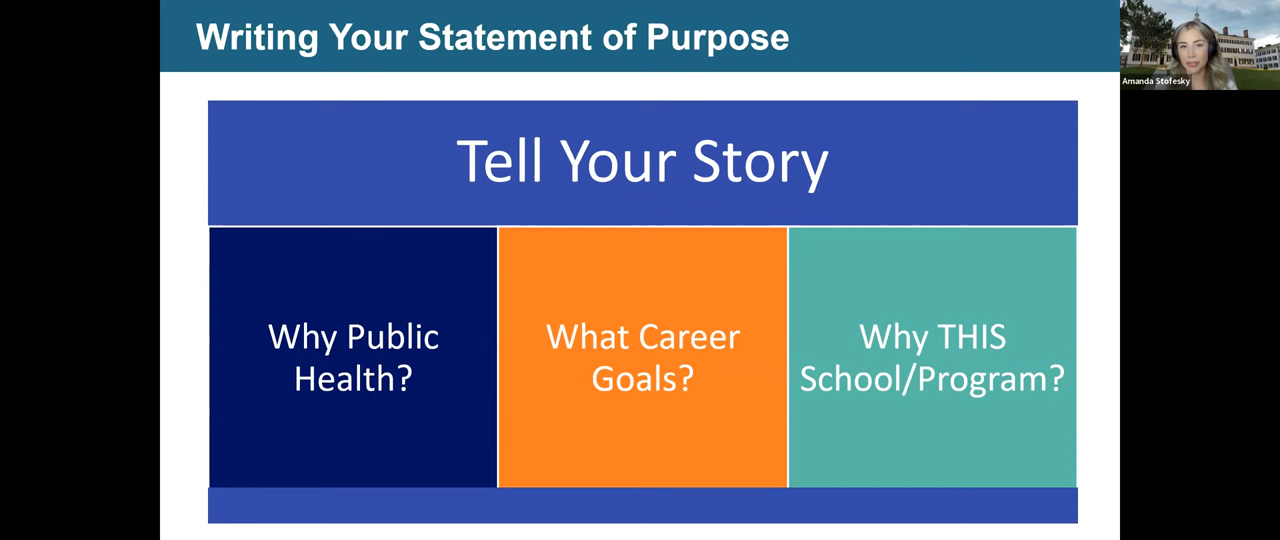 Writing Your Statement of Purpose
Amanda Stofesky
Tell Your Story
Why Public
Health?
What Career
Goals?
Why THIS
School/Program?